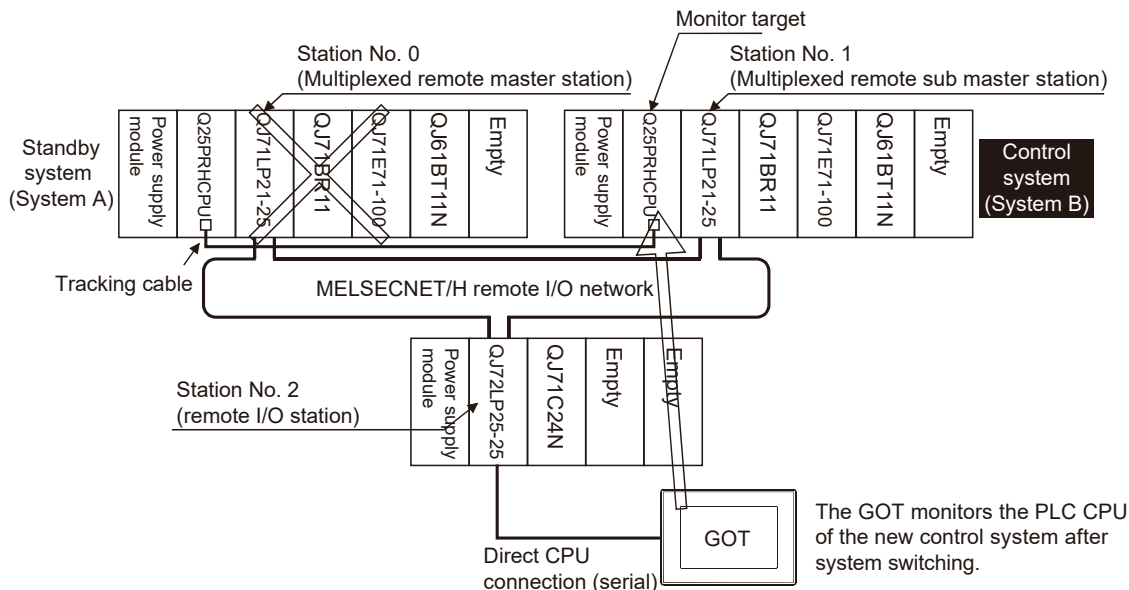 Monitor target
Station No. 0
(Multiplexed remote master station)
Station No. 1
(Multiplexed remote sub master station)
Standby
system
(System A)
Power supply
module
Q25PRHCPU
QJ71LP21-25
QJ71BR11
QJ71E71-100
QJ61BT11N
Empty
Power supply
module
Q25PRHCPU
QJ71LP21-25
QJ71BR11
QJ71E71-100
QJ61BT11N
Empty
Control
system
(System B)
Tracking cable
MELSECNET/H remote I/O network
Station No. 2
(remote I/O station)
Power supply
module
QJ72LP25-25
QJ71C24N
Empty
Empty
Direct CPU
connection (serial)
GOT
The GOT monitors the PLC CPU
of the new control system after
system switching.